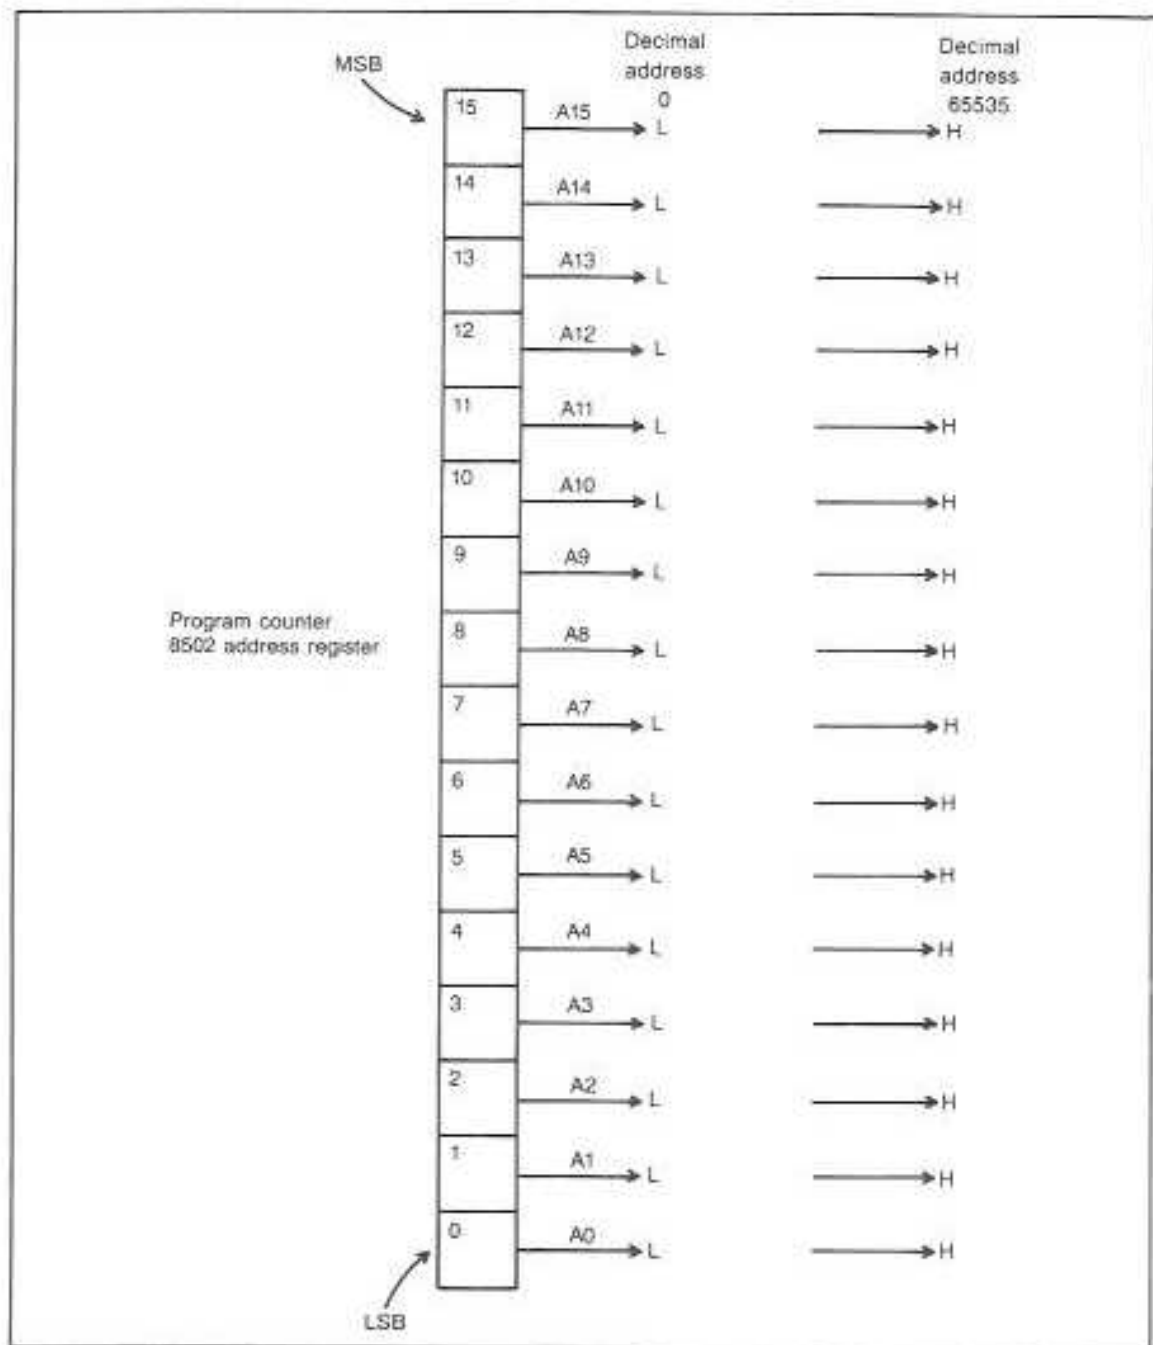 Decimal
address
0
Decimal
address
65535
MSB
15 A15 L H
14 A14 L H
13 A13 L H
12 A12 L H
11 A11 L H
10 A10 L H
9 A9 L H
Program counter
8502 address register
8 A8 L H
7 A7 L H
6 A6 L H
5 A5 L H
4 A4 L H
3 A3 L H
2 A2 L H
1 A1 L H
0 A0 L H
LSB